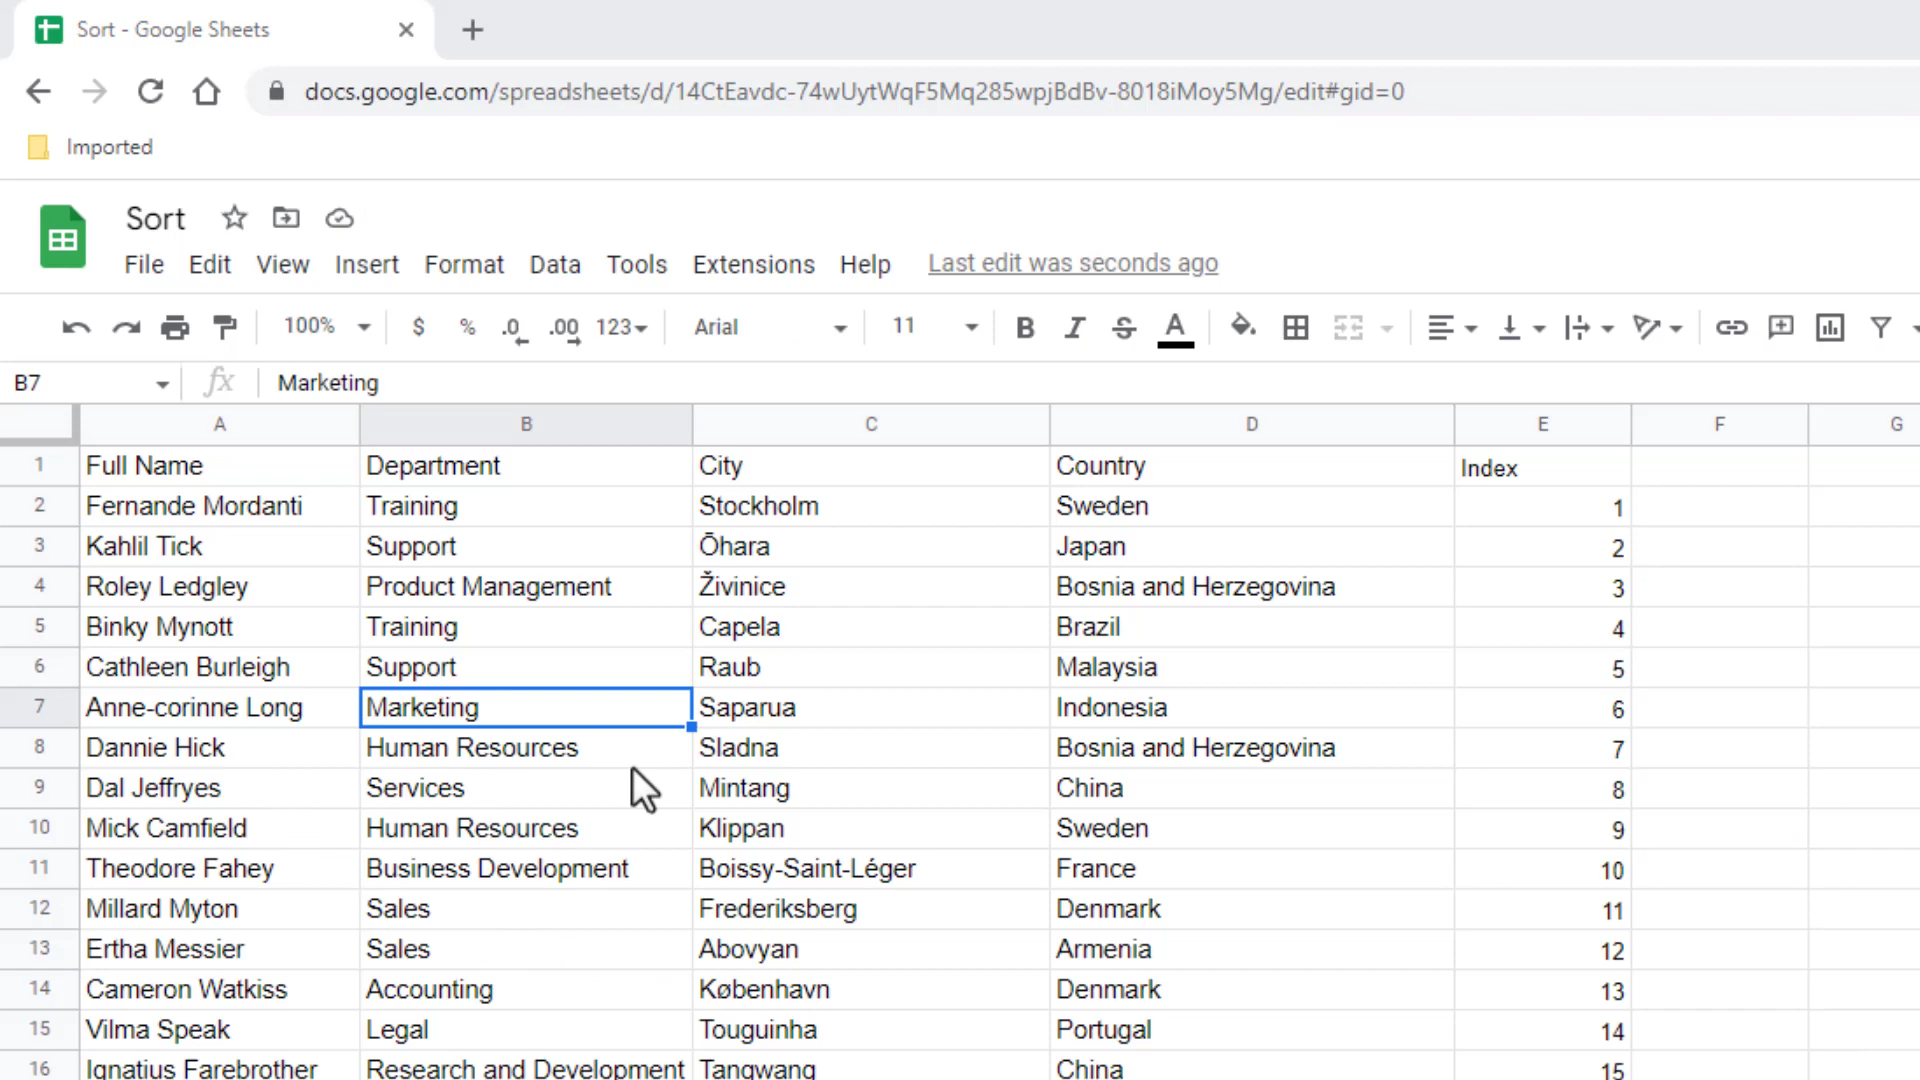 Sort - Google Sheets
docs.google.com/spreadsheets/d/14CtEavdc-74wUytWqF5Mq285wpjBdBv-8018iMoy5Mg/edit#gid=0
Imported
Sort
File Edit View Insert Format Data Tools Extensions Help Last edit was seconds ago
100% $ % .0 .00 123 Arial 11 B I S A
B7 fx Marketing
A B C D E F G
1 Full Name Department City Country Index
2 Fernande Mordanti Training Stockholm Sweden 1
3 Kahlil Tick Support Ōhara Japan 2
4 Roley Ledgley Product Management Živinice Bosnia and Herzegovina 3
5 Binky Mynott Training Capela Brazil 4
6 Cathleen Burleigh Support Raub Malaysia 5
7 Anne-corinne Long Marketing Saparua Indonesia 6
8 Dannie Hick Human Resources Sladna Bosnia and Herzegovina 7
9 Dal Jeffryes Services Mintang China 8
10 Mick Camfield Human Resources Klippan Sweden 9
11 Theodore Fahey Business Development Boissy-Saint-Léger France 10
12 Millard Myton Sales Frederiksberg Denmark 11
13 Ertha Messier Sales Abovyan Armenia 12
14 Cameron Watkiss Accounting København Denmark 13
15 Vilma Speak Legal Touguinha Portugal 14
16 Ignatius Farebrother Research and Development Tangwang China 15